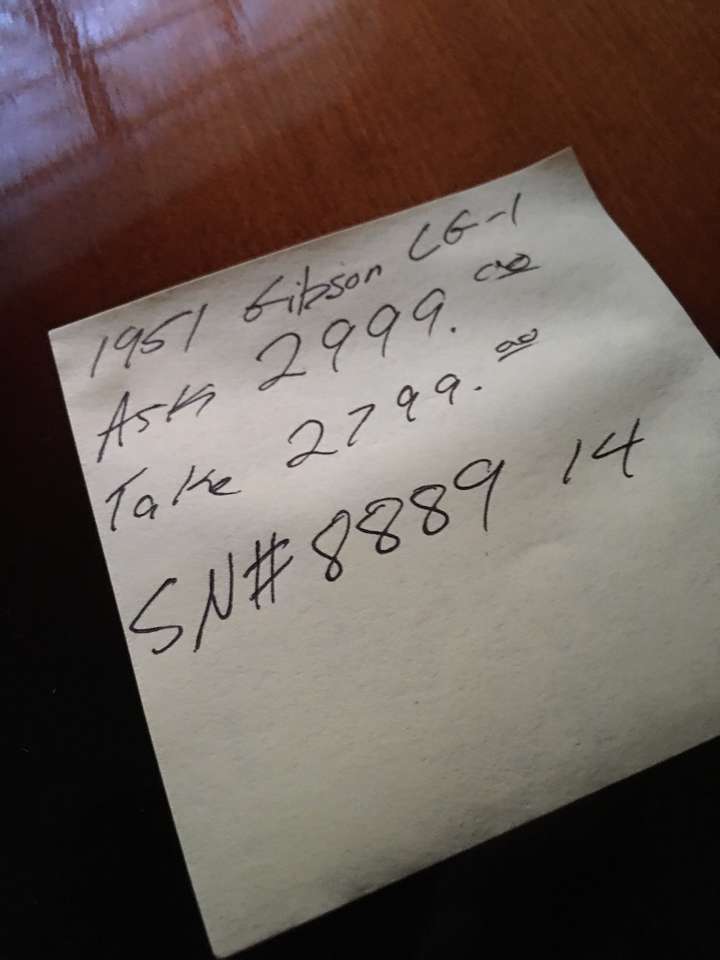 1951 Gibson LG-1
Ask 2999.00
Take 2799.00
SN# 8889 14